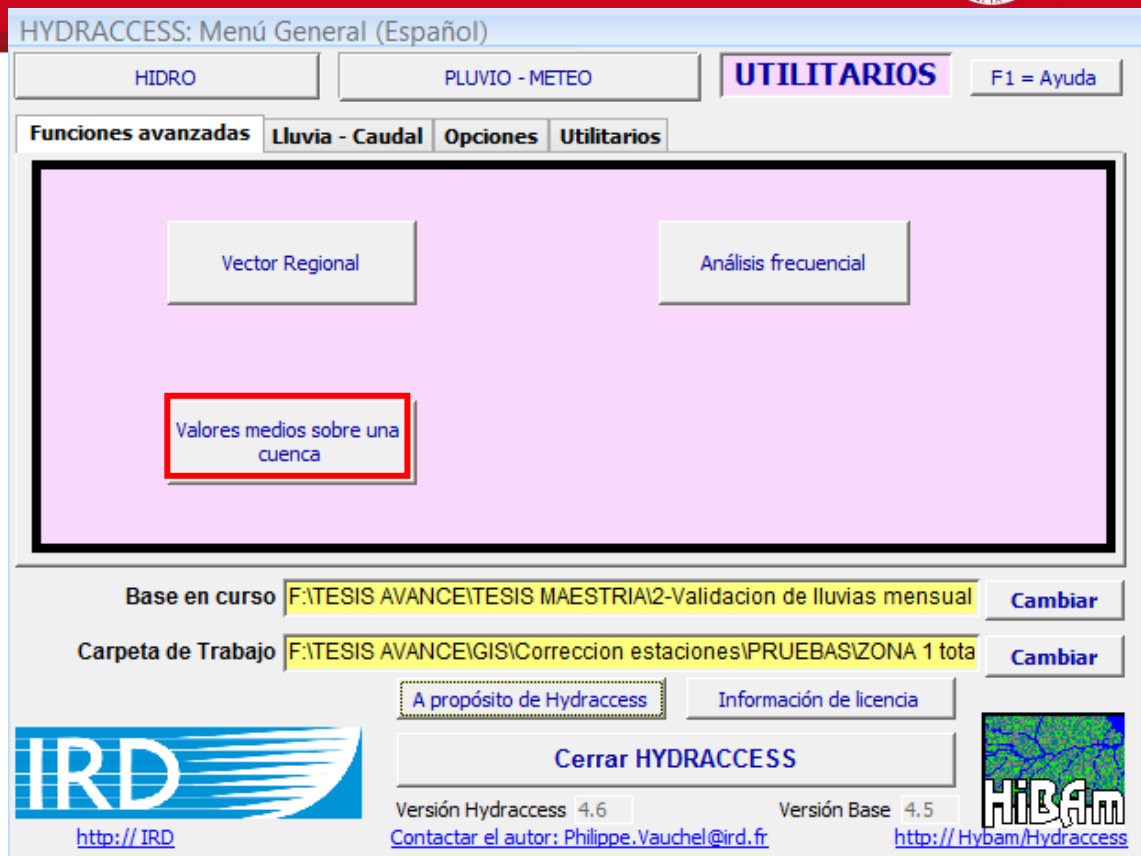 HYDRACCESS: Menú General (Español)
HIDRO
PLUVIO - METEO
UTILITARIOS
F1 = Ayuda
Funciones avanzadas
Lluvia - Caudal
Opciones
Utilitarios
Vector Regional
Análisis frecuencial
Valores medios sobre una
cuenca
Base en curso
F:\TESIS AVANCE\TESIS MAESTRIA\2-Validacion de lluvias mensual
Cambiar
Carpeta de Trabajo
F:\TESIS AVANCE\GIS\Correccion estaciones\PRUEBAS\ZONA 1 tota
Cambiar
A propósito de Hydraccess
Información de licencia
IRD
Cerrar HYDRACCESS
HiBAm
Versión Hydraccess 4.6
Versión Base 4.5
http:// IRD
Contactar el autor: Philippe.Vauchel@ird.fr
http:// Hybam/Hydraccess